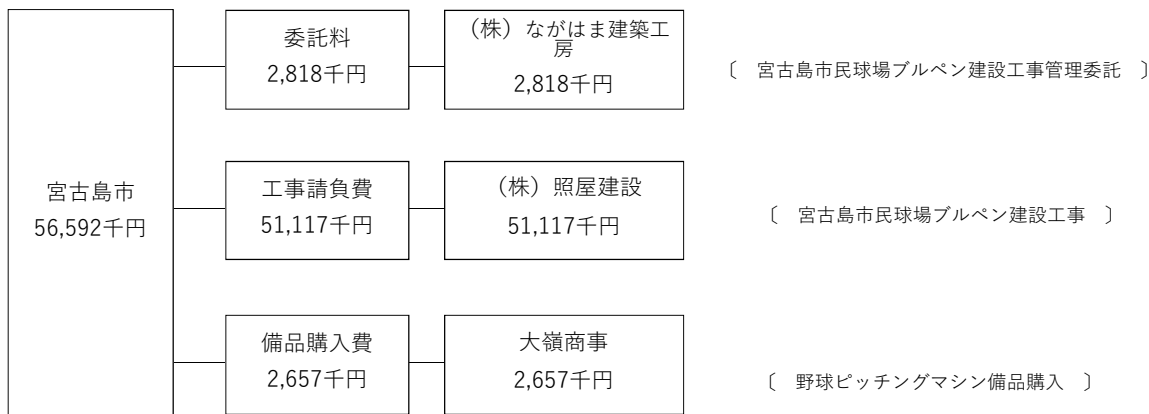 委託料
2,818千円
（株）ながはま建築工
房
2,818千円
〔　宮古島市民球場ブルペン建設工事管理委託　〕
宮古島市
56,592千円
工事請負費
51,117千円
（株）照屋建設
51,117千円
〔　宮古島市民球場ブルペン建設工事　〕
備品購入費
2,657千円
大嶺商事
2,657千円
〔　野球ピッチングマシン備品購入　〕